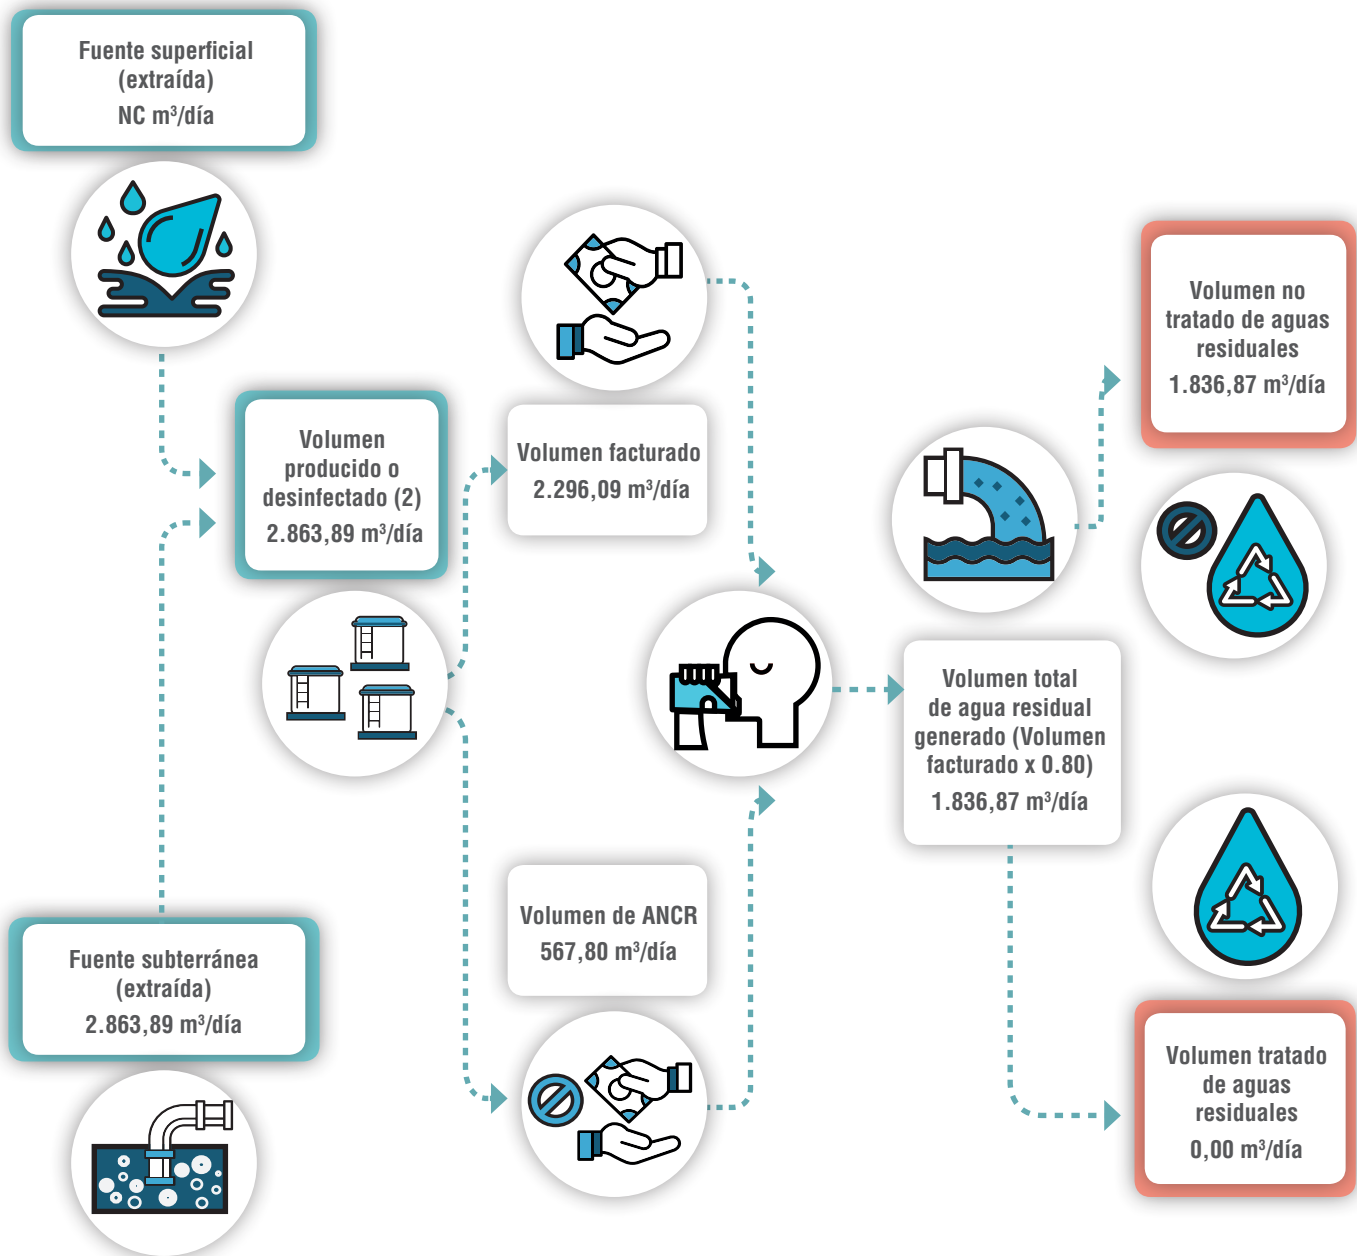 Fuente superficial
(extraída)
NC m³/día
Volumen
producido o
desinfectado (2)
2.863,89 m³/día
Fuente subterránea
(extraída)
2.863,89 m³/día
Volumen facturado
2.296,09 m³/día
Volumen de ANCR
567,80 m³/día
Volumen total
de agua residual
generado (Volumen
facturado x 0.80)
1.836,87 m³/día
Volumen no
tratado de aguas
residuales
1.836,87 m³/día
Volumen tratado
de aguas
residuales
0,00 m³/día